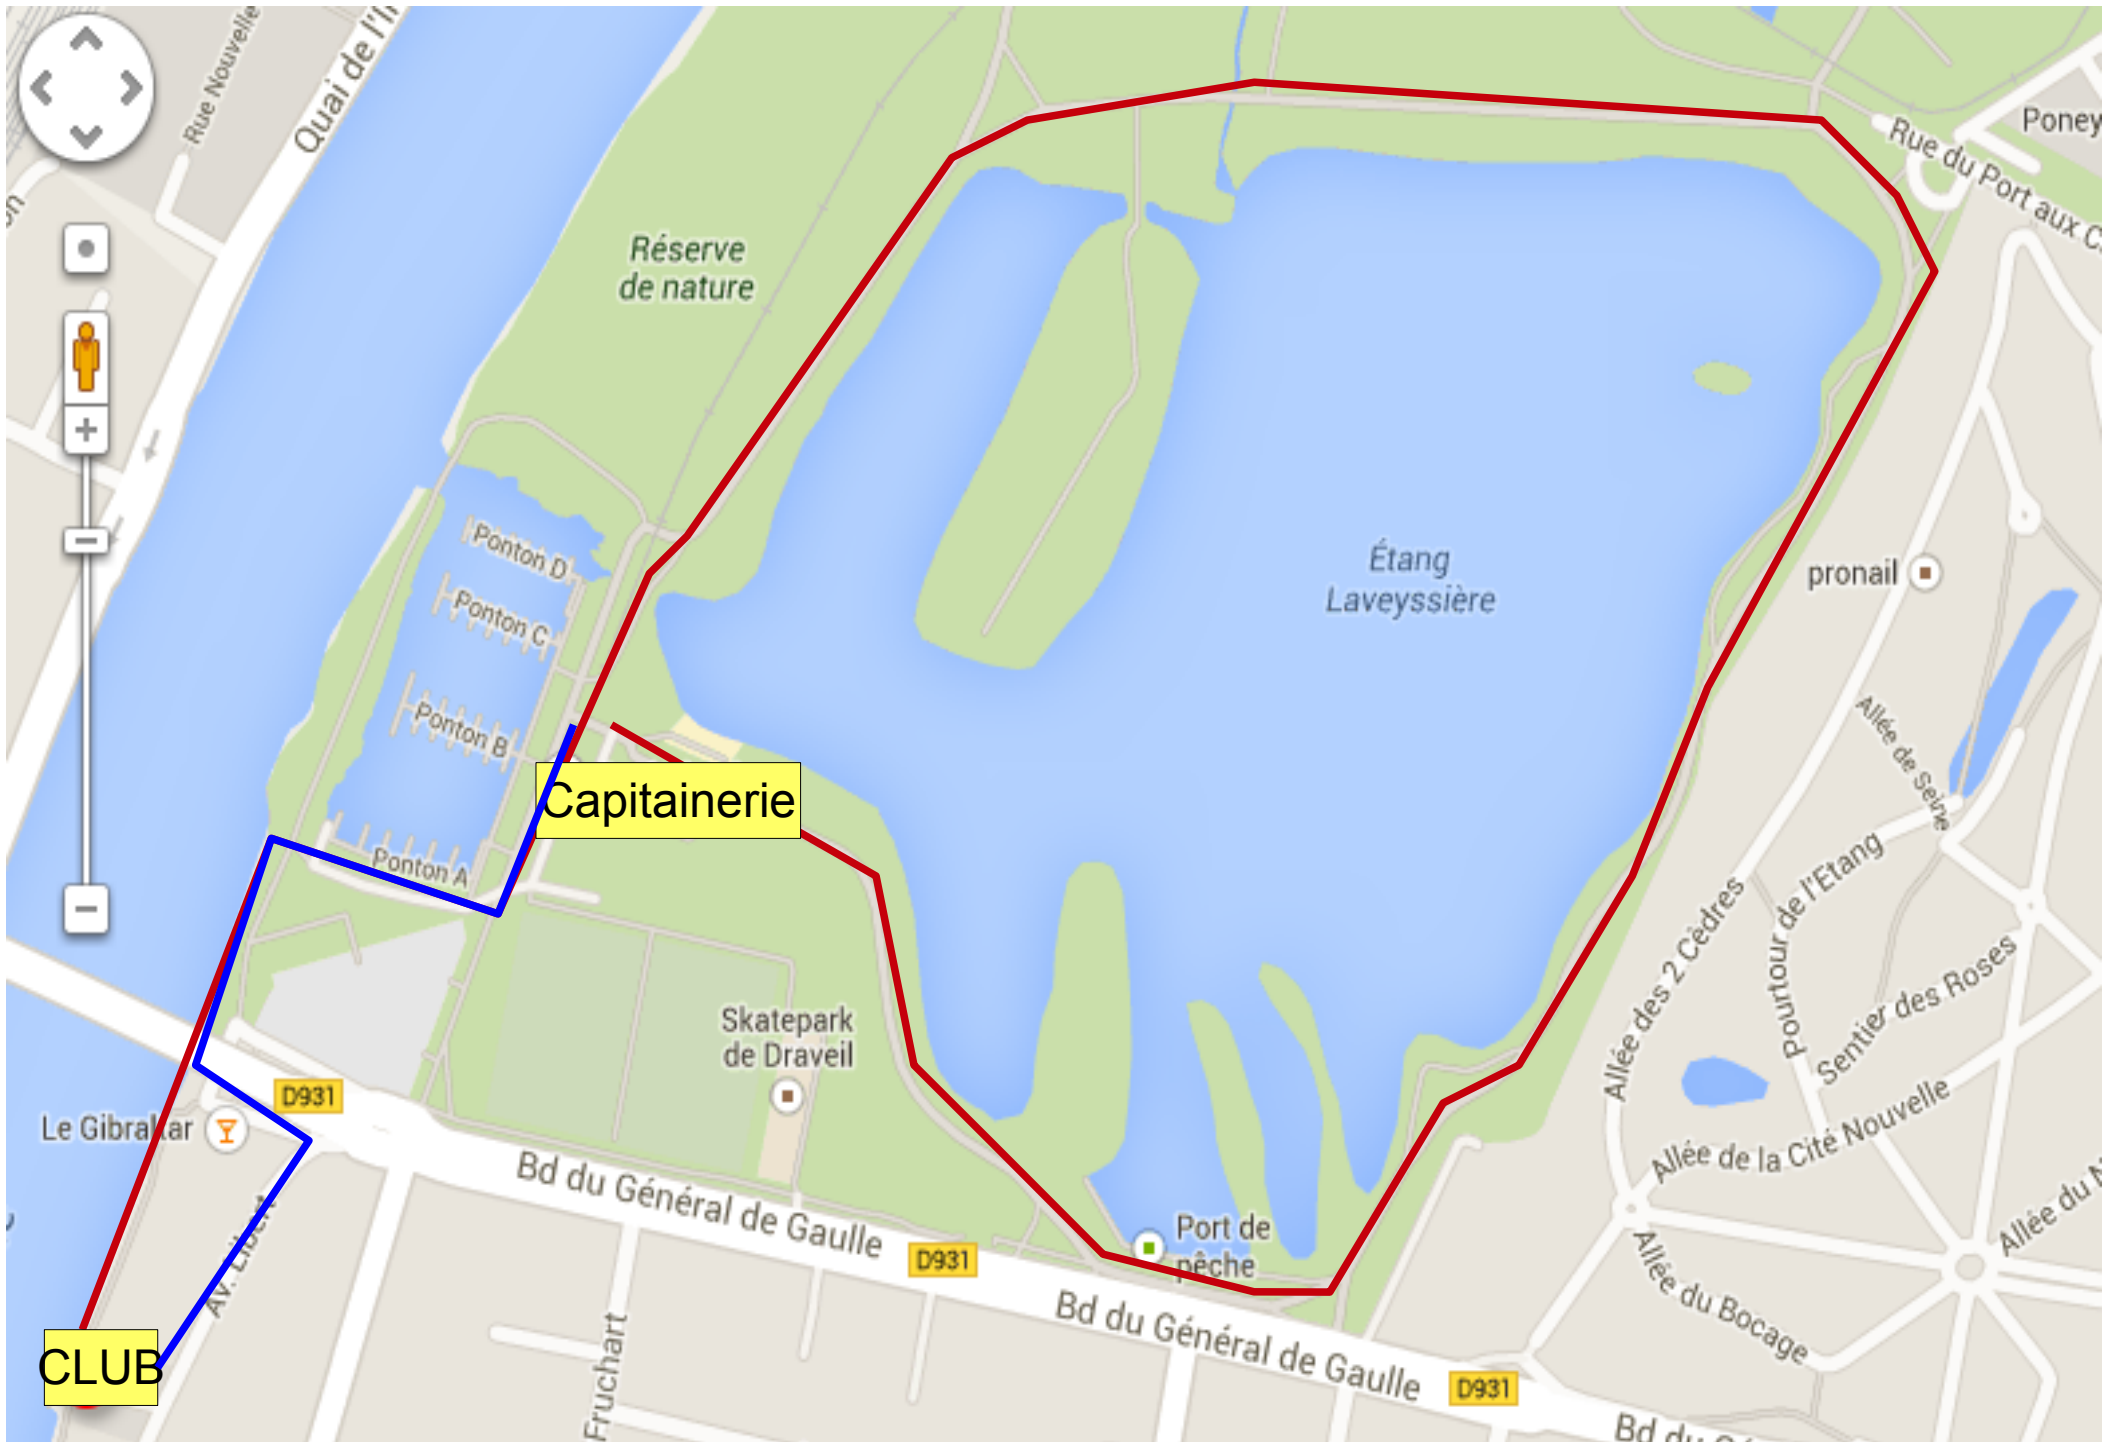 Rue Nouvelle
Quai de l'I
Poney
Rue du Port aux C
Réserve
de nature
Ponton D
Ponton C
Ponton B
Ponton A
Étang
Laveyssière
pronail
Capitainerie
Allée de Seine
Pourtour de l'Etang
Allée des 2 Cèdres
Sentier des Roses
Skatepark
de Draveil
D931
Le Gibraltar
Allée de la Cité Nouvelle
Bd du Général de Gaulle
D931
Av. Libert
Port de
pêche
Allée du
Allée du Bocage
Bd du Général de Gaulle
D931
CLUB
Fruchart
Bd du